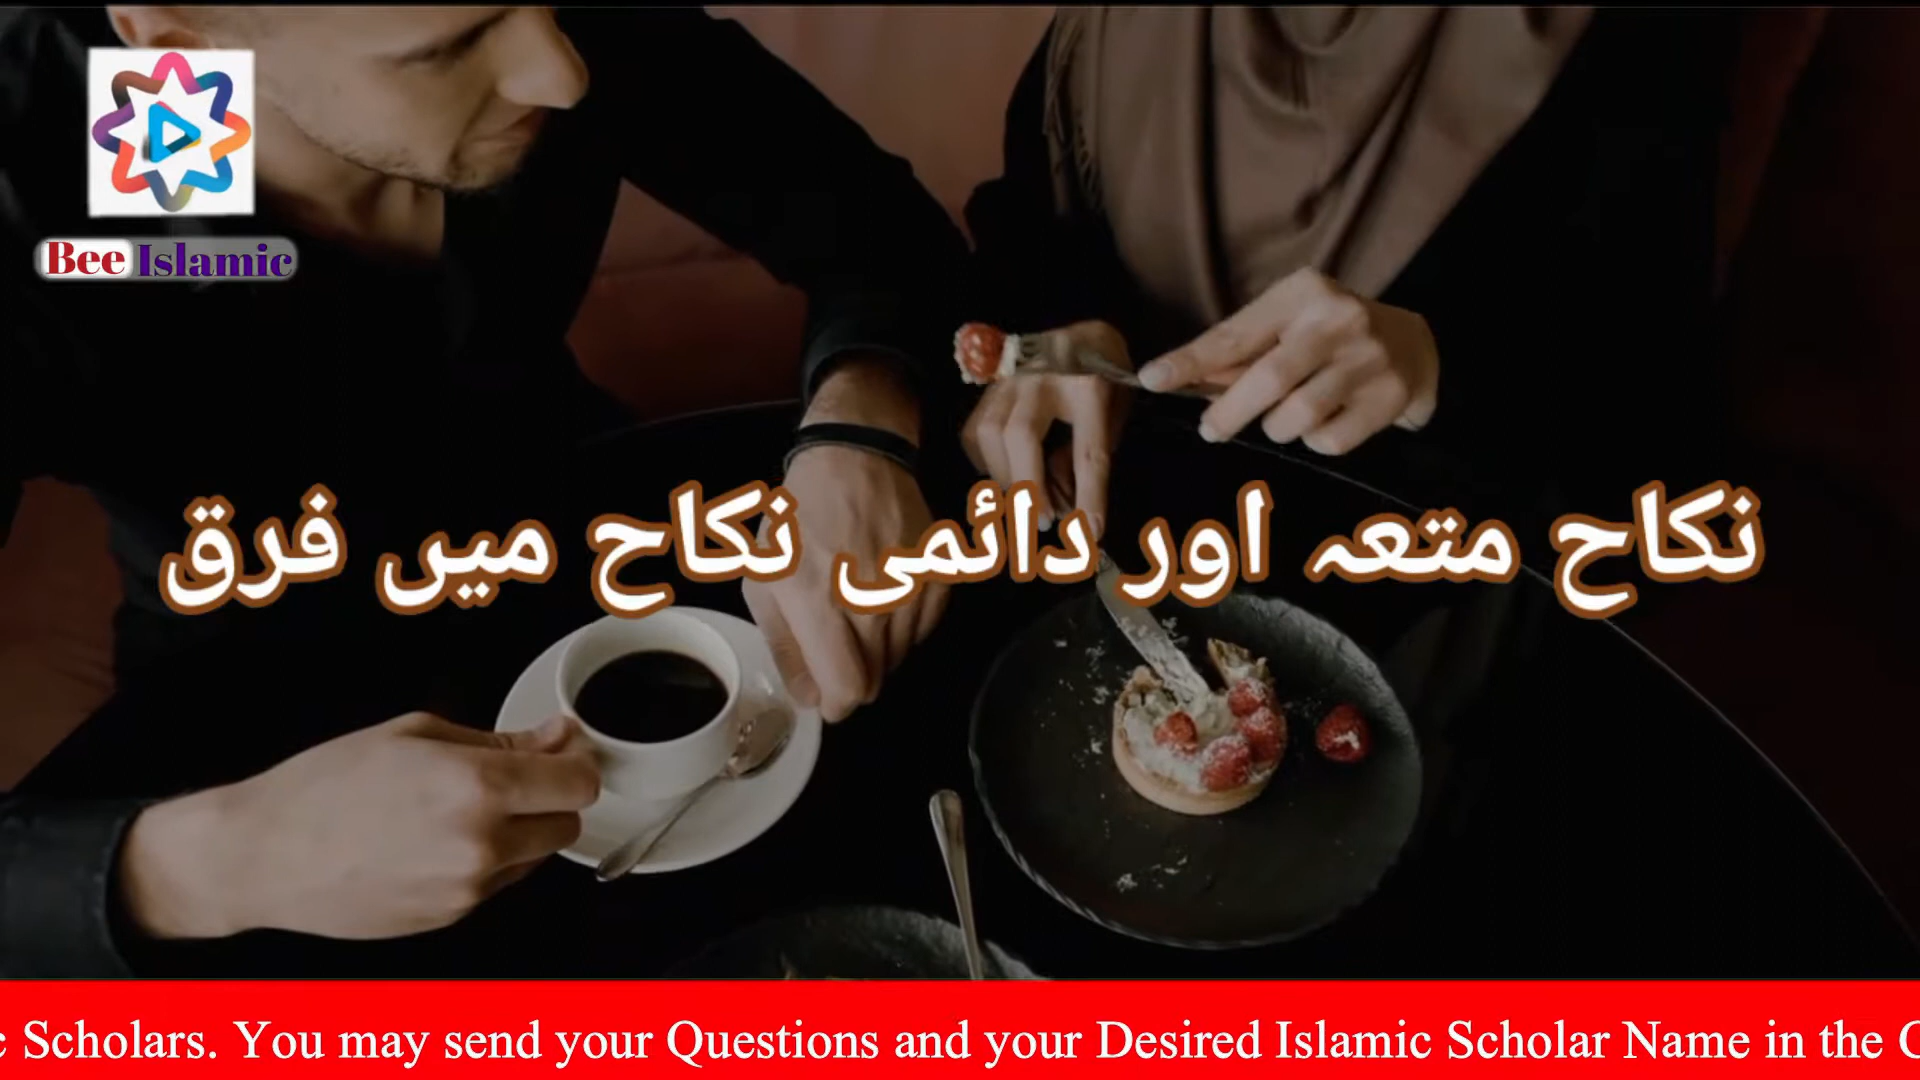 Bee Islamic
نکاح متعہ اور دائمی نکاح میں فرق
Scholars. You may send your Questions and your Desired Islamic Scholar Name in the